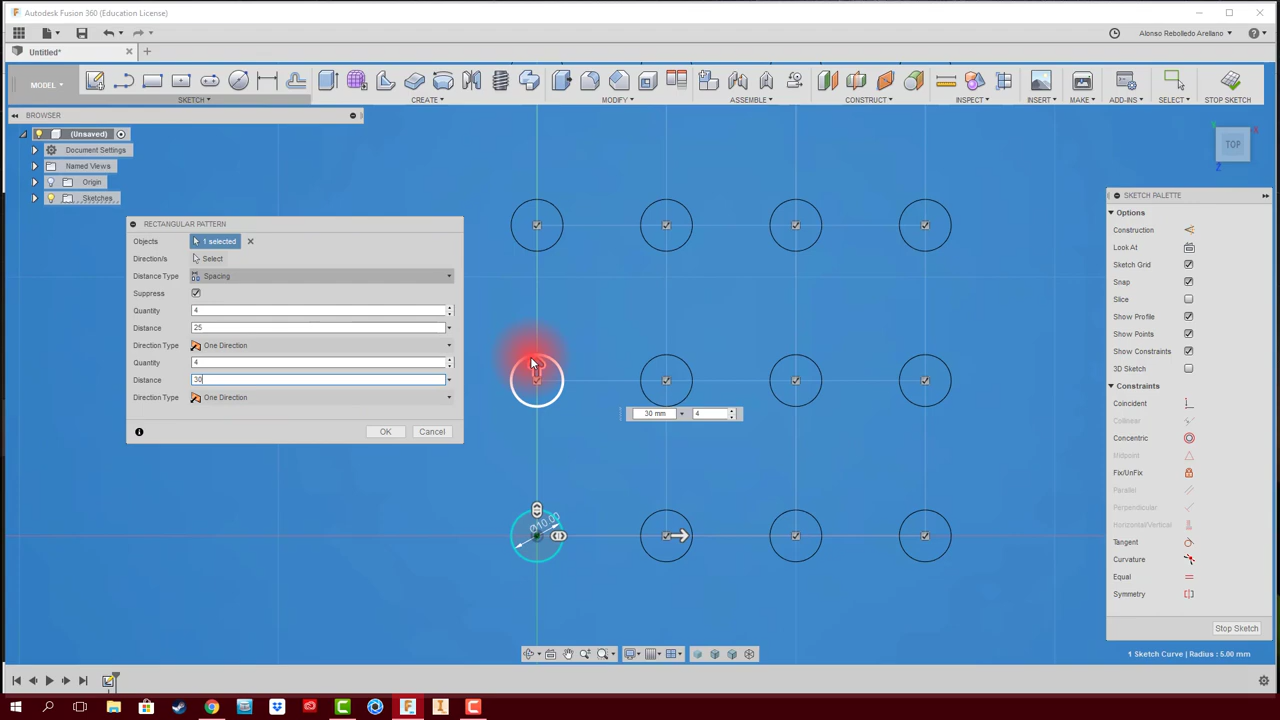 Autodesk Fusion 360 (Education License)
Alonso Rebolledo Arellano
Untitled*
MODEL
SKETCH
CREATE
MODIFY
ASSEMBLE
CONSTRUCT
INSPECT
INSERT
MAKE
ADD-INS
SELECT
STOP SKETCH
BROWSER
(Unsaved)
Document Settings
Named Views
Origin
Sketches
TOP
RECTANGULAR PATTERN
Objects 1 selected
Direction/s Select
Distance Type Spacing
Suppress
Quantity 4
Distance 25
Direction Type One Direction
Quantity 4
Distance 30
Direction Type One Direction
OK Cancel
30 mm 4
Ø10.00
SKETCH PALETTE
Options
Construction
Look At
Sketch Grid
Snap
Slice
Show Profile
Show Points
Show Constraints
3D Sketch
Constraints
Coincident
Collinear
Concentric
Midpoint
Fix/UnFix
Parallel
Perpendicular
Horizontal/Vertical
Tangent
Curvature
Equal
Symmetry
Stop Sketch
1 Sketch Curve | Radius : 5.00 mm